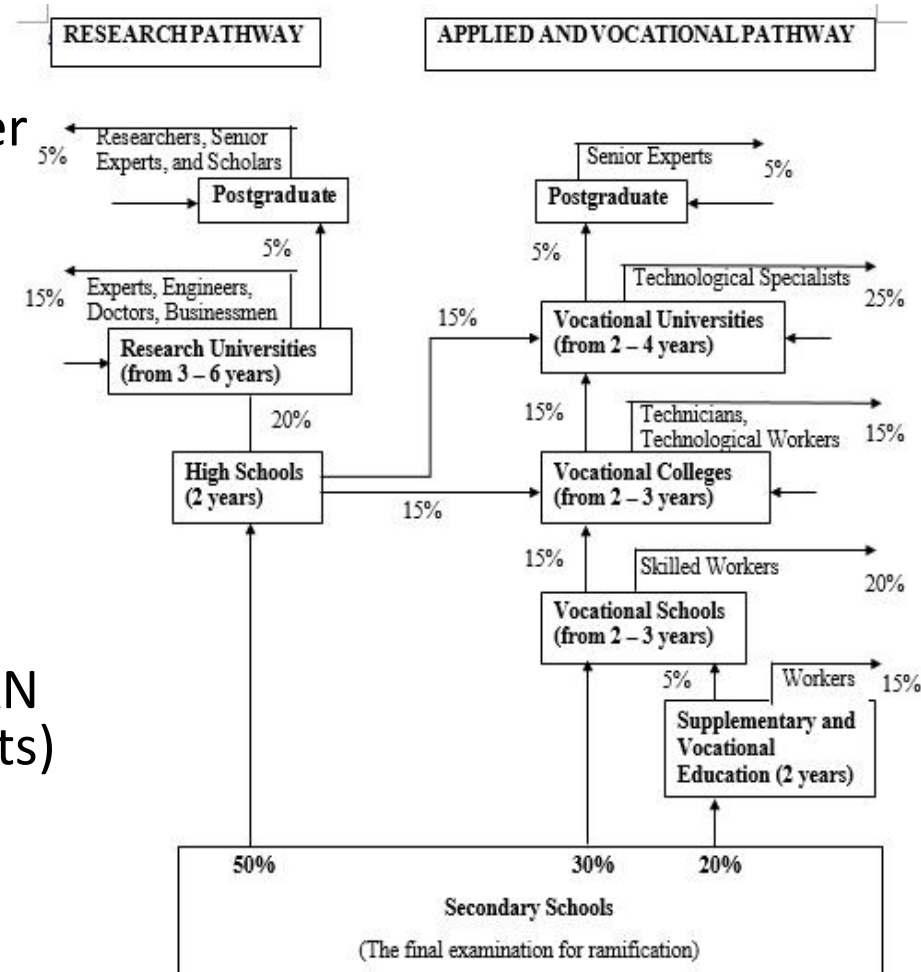 RESEARCH PATHWAY
APPLIED AND VOCATIONAL PATHWAY
er
5%
Researchers, Senior
Experts, and Scholars
Postgraduate
5%
15%
Experts, Engineers,
Doctors, Businessmen
Research Universities
(from 3 – 6 years)
20%
High Schools
(2 years)
15%
15%
Senior Experts
5%
Postgraduate
5%
Technological Specialists
25%
Vocational Universities
(from 2 – 4 years)
15%
Technicians,
Technological Workers
15%
Vocational Colleges
(from 2 – 3 years)
15%
Skilled Workers
20%
Vocational Schools
(from 2 – 3 years)
5%
Workers
15%
Supplementary and
Vocational
Education (2 years)
N
ts)
50%
30%
20%
Secondary Schools
(The final examination for ramification)